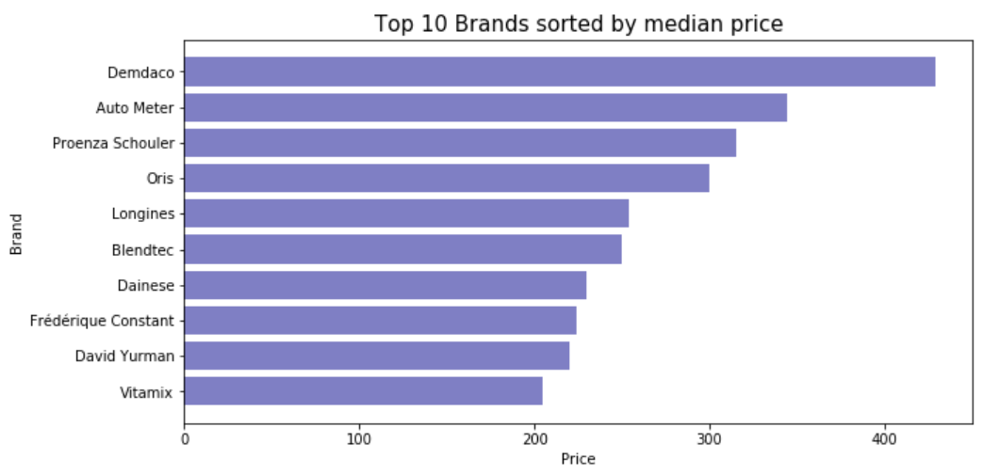 Top 10 Brands sorted by median price
Brand
Demdaco
Auto Meter
Proenza Schouler
Oris
Longines
Blendtec
Dainese
Frédérique Constant
David Yurman
Vitamix
0 100 200 300 400
Price